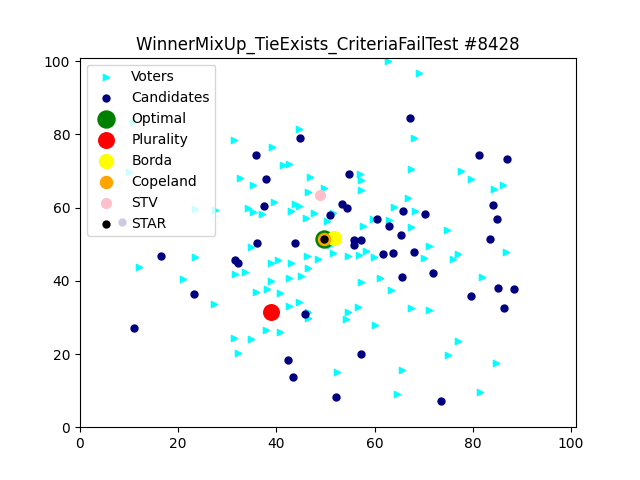 WinnerMixUp_TieExists_CriteriaFailTest #8428
100
80
60
40
20
0
Voters
Candidates
Optimal
Plurality
Borda
Copeland
STV
STAR
0 20 40 60 80 100